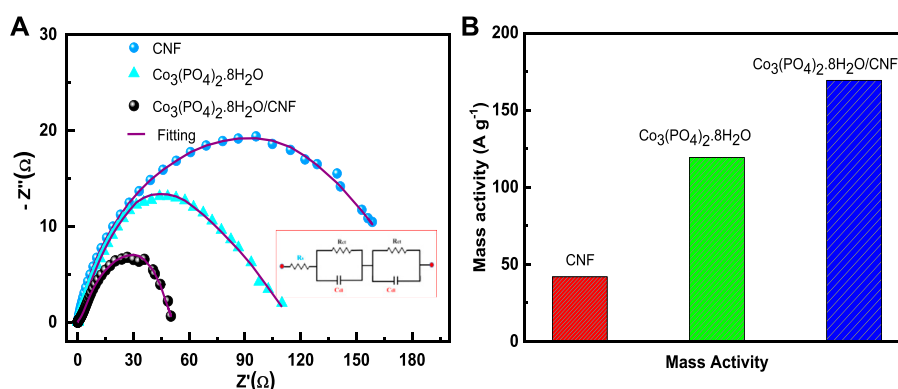 A
30
20
10
0
- Z''(Ω)
CNF
Co3(PO4)2.8H2O
Co3(PO4)2.8H2O/CNF
Fitting
Rs
0 30 60 90 120 150 180
Z'(Ω)
B
200
150
100
50
0
Mass activity (A g-1)
CNF
Co3(PO4)2.8H2O
Co3(PO4)2.8H2O/CNF
Mass Activity